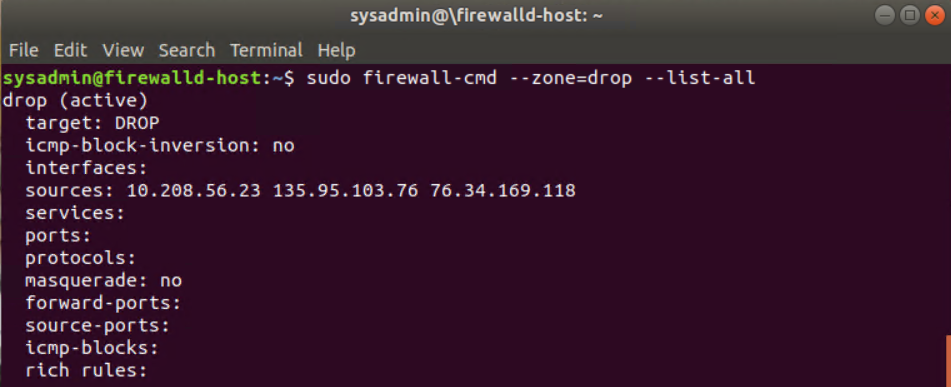 sysadmin@\firewalld-host: ~
File Edit View Search Terminal Help
sysadmin@firewalld-host:~$ sudo firewall-cmd --zone=drop --list-all
drop (active)
  target: DROP
  icmp-block-inversion: no
  interfaces:
  sources: 10.208.56.23 135.95.103.76 76.34.169.118
  services:
  ports:
  protocols:
  masquerade: no
  forward-ports:
  source-ports:
  icmp-blocks:
  rich rules: